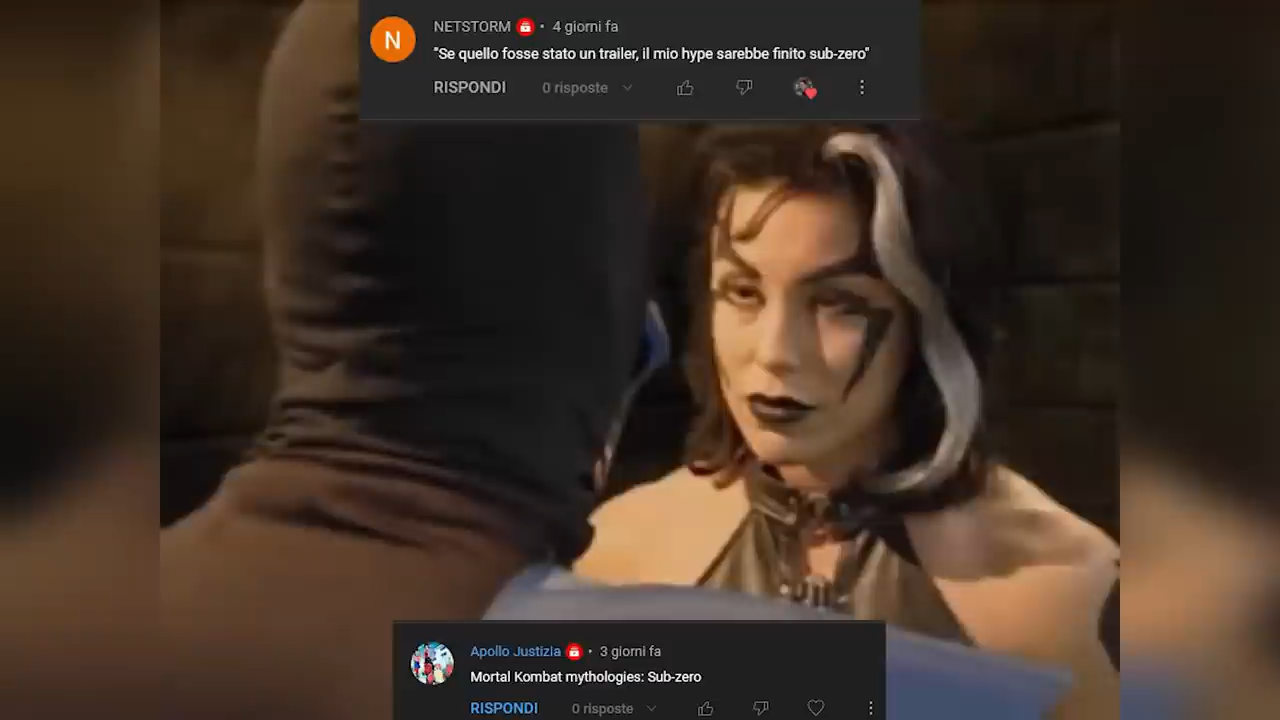 N
NETSTORM • 4 giorni fa
"Se quello fosse stato un trailer, il mio hype sarebbe finito sub-zero"
RISPONDI 0 risposte
Apollo Justizia • 3 giorni fa
Mortal Kombat mythologies: Sub-zero
RISPONDI 0 risposte